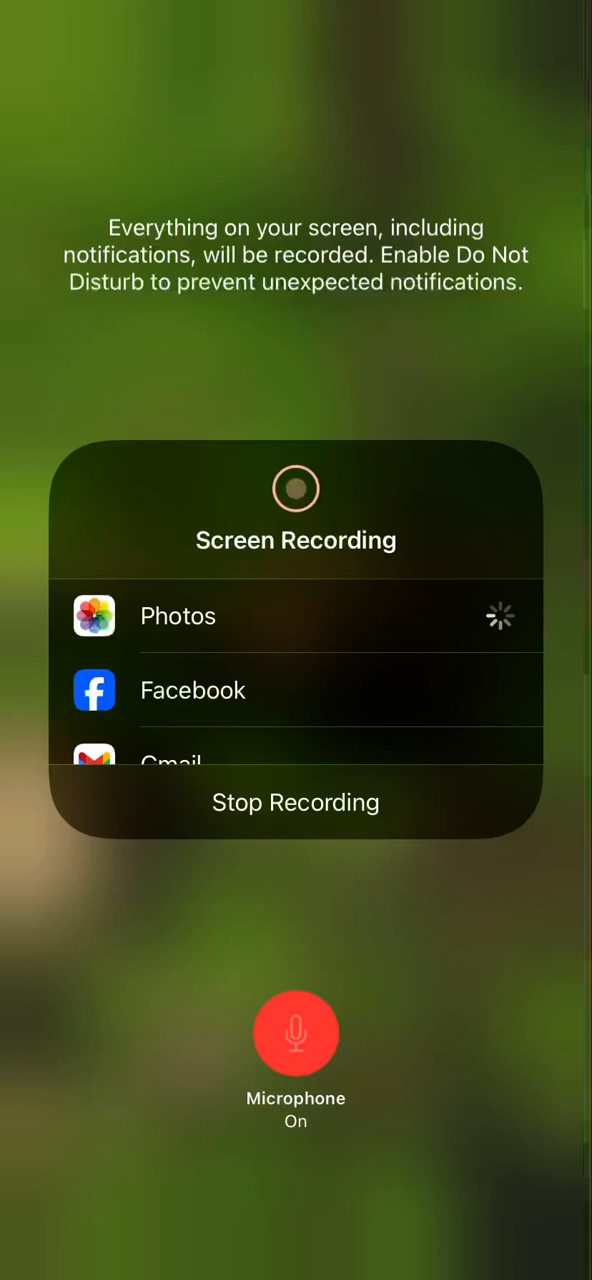 Everything on your screen, including
notifications, will be recorded. Enable Do Not
Disturb to prevent unexpected notifications.
Screen Recording
Photos
Facebook
Gmail
Stop Recording
Microphone
On